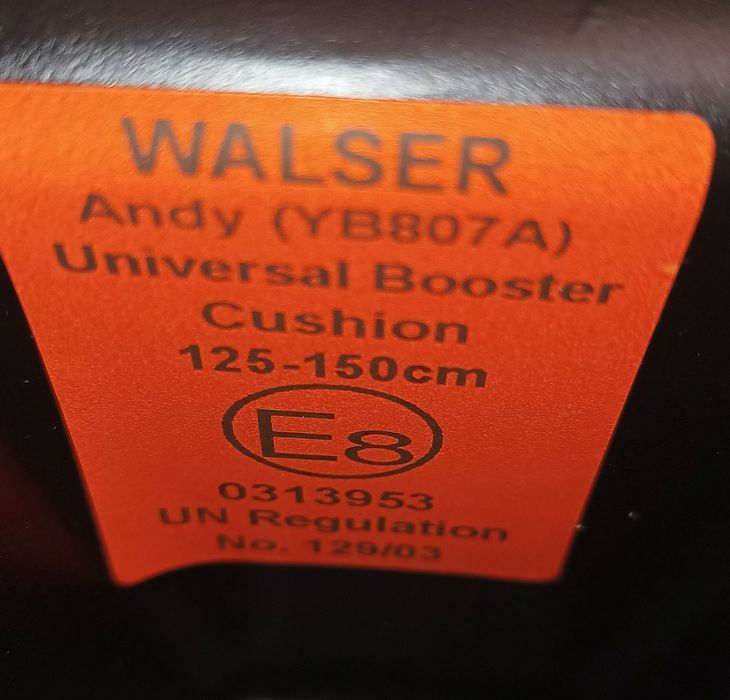 WALSER
Andy (YB807A)
Universal Booster
Cushion
125-150cm
E8
0313953
UN Regulation
No. 129/03